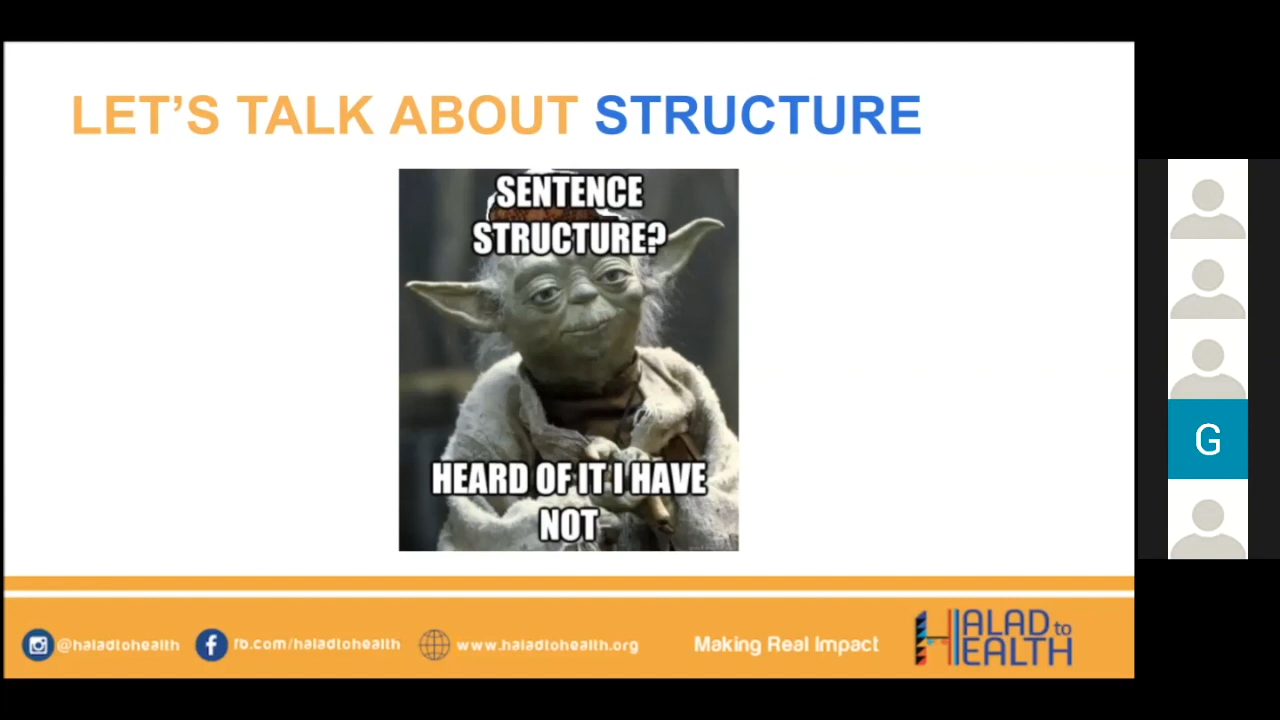 LET'S TALK ABOUT STRUCTURE
SENTENCE
STRUCTURE?
HEARD OF IT I HAVE
NOT
G
@haladtohealth fb.com/haladtohealth www.haladtohealth.org Making Real Impact HALAD to HEALTH